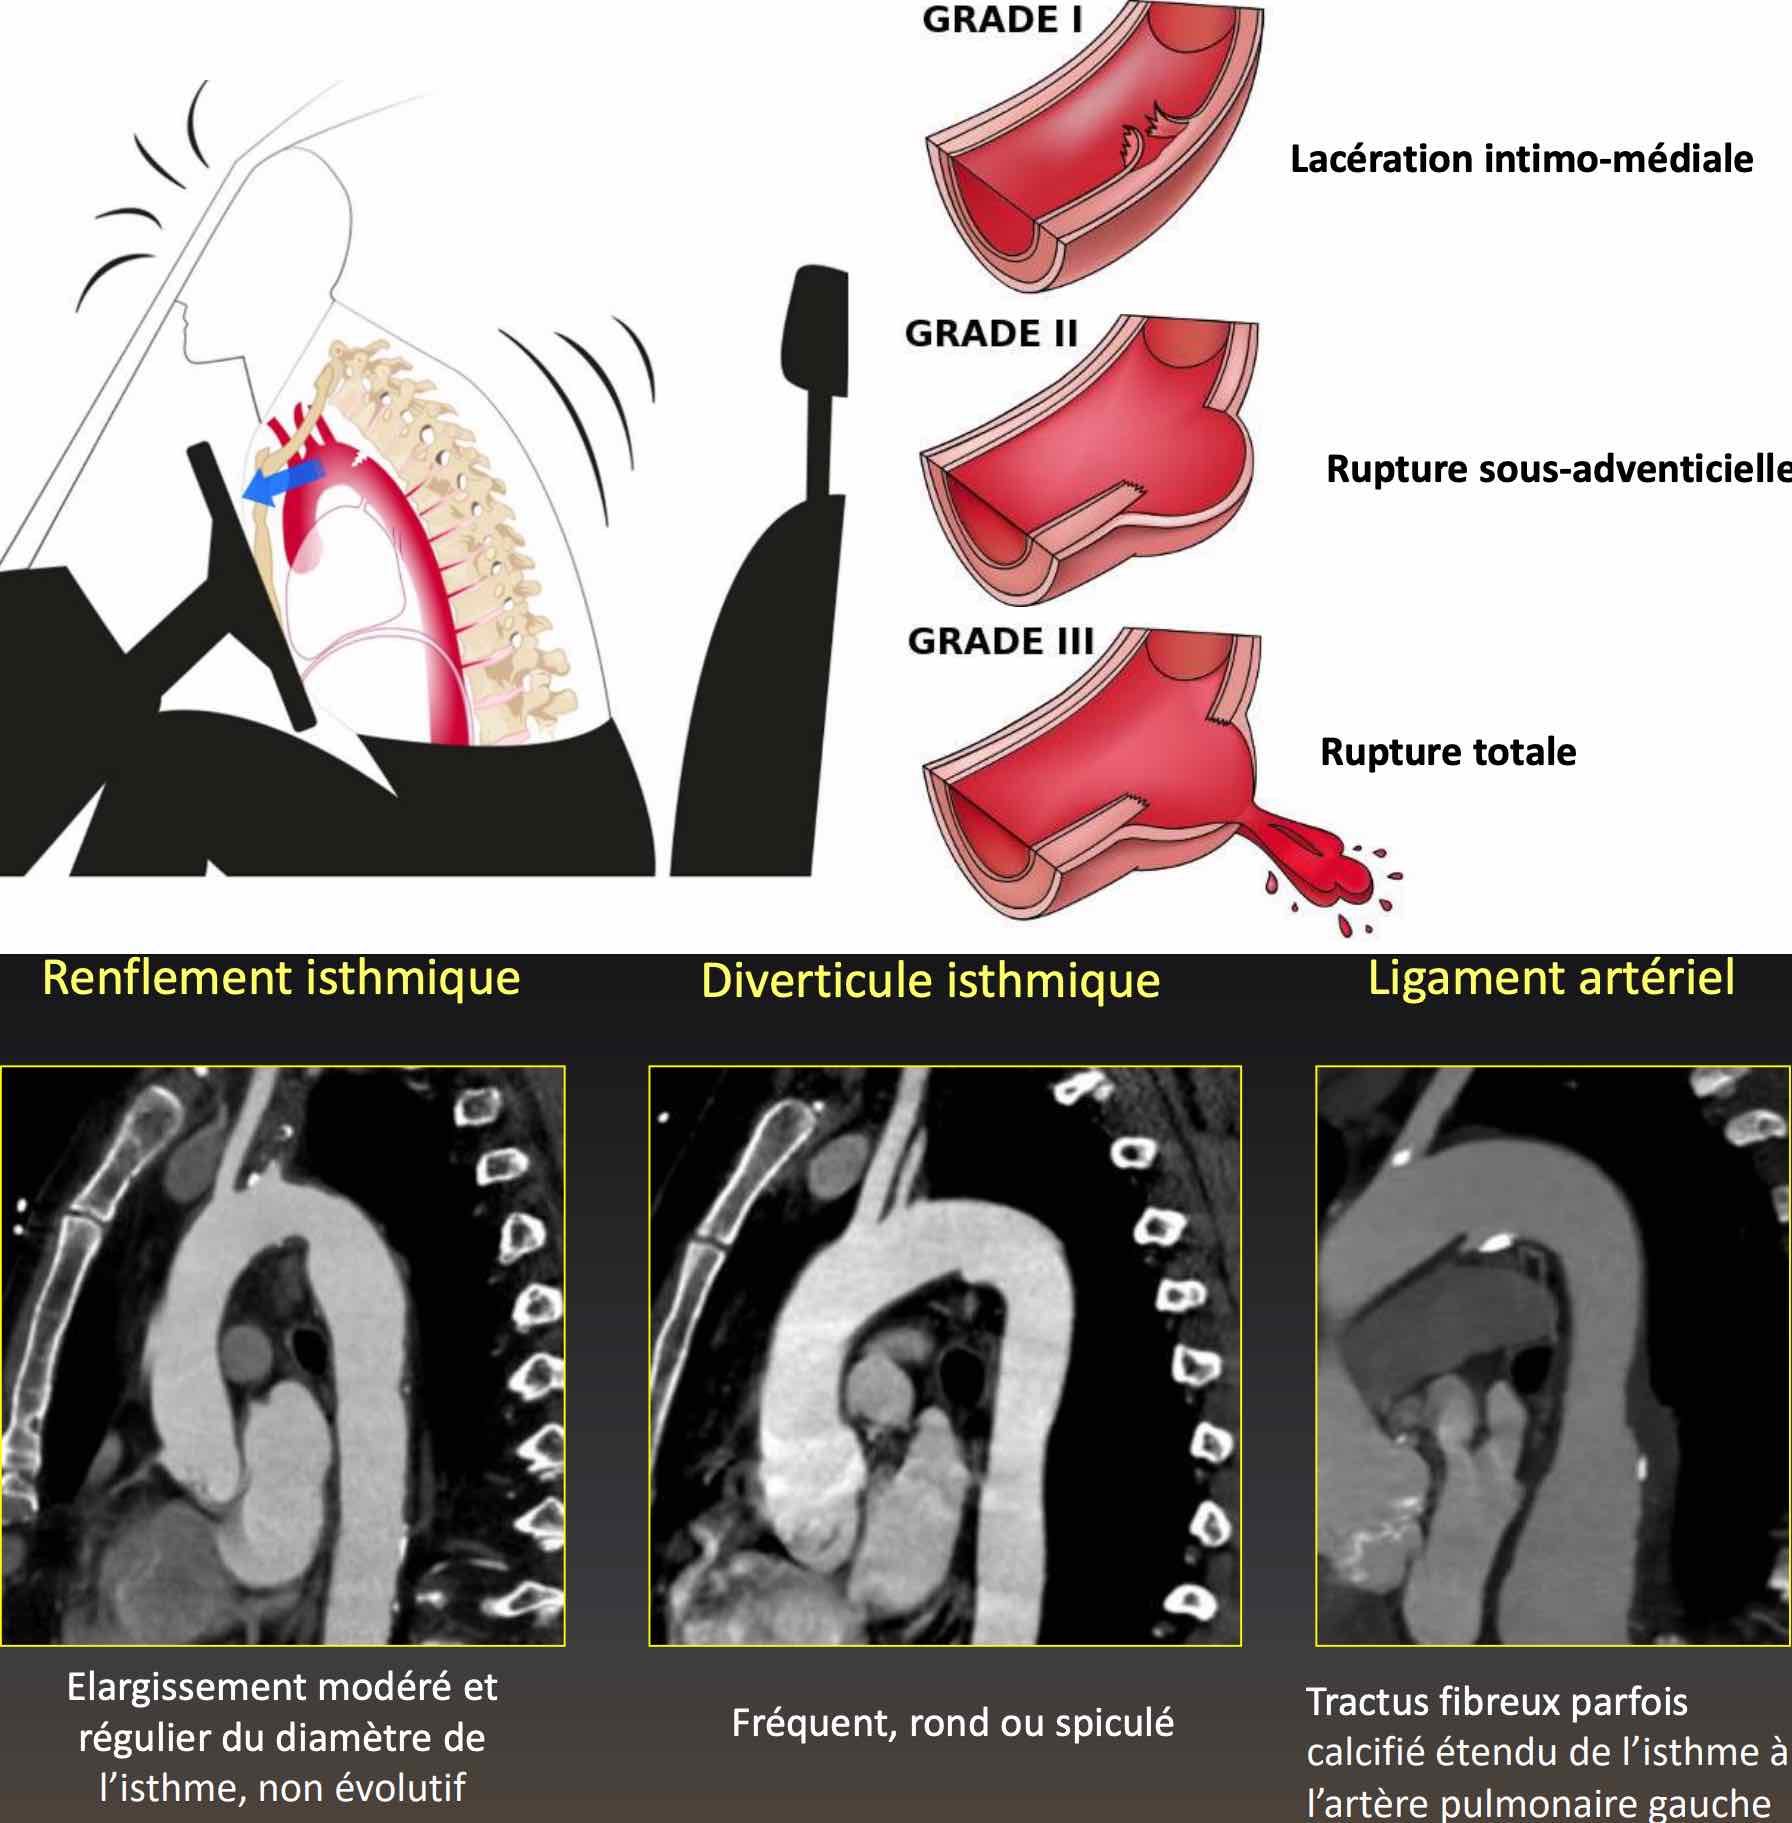 GRADE I
Lacération intimo-médiale
GRADE II
Rupture sous-adventicielle
GRADE III
Rupture totale
Renflement isthmique
Diverticule isthmique
Ligament artériel
Elargissement modéré et
régulier du diamètre de
l’isthme, non évolutif
Fréquent, rond ou spiculé
Tractus fibreux parfois
calcifié étendu de l’isthme à
l’artère pulmonaire gauche